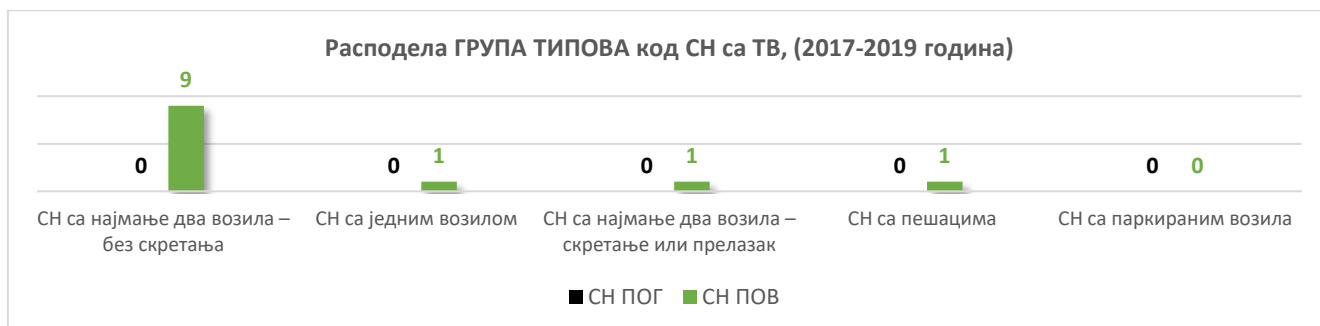 Расподела ГРУПА ТИПОВА код СН са ТВ, (2017-2019 година)
9
0
0 1
0 1
0 1
0 0
СН са најмање два возила –
без скретања
СН са једним возилом
СН са најмање два возила –
скретање или прелазак
СН са пешацима
СН са паркираним возила
СН ПОГ СН ПОВ